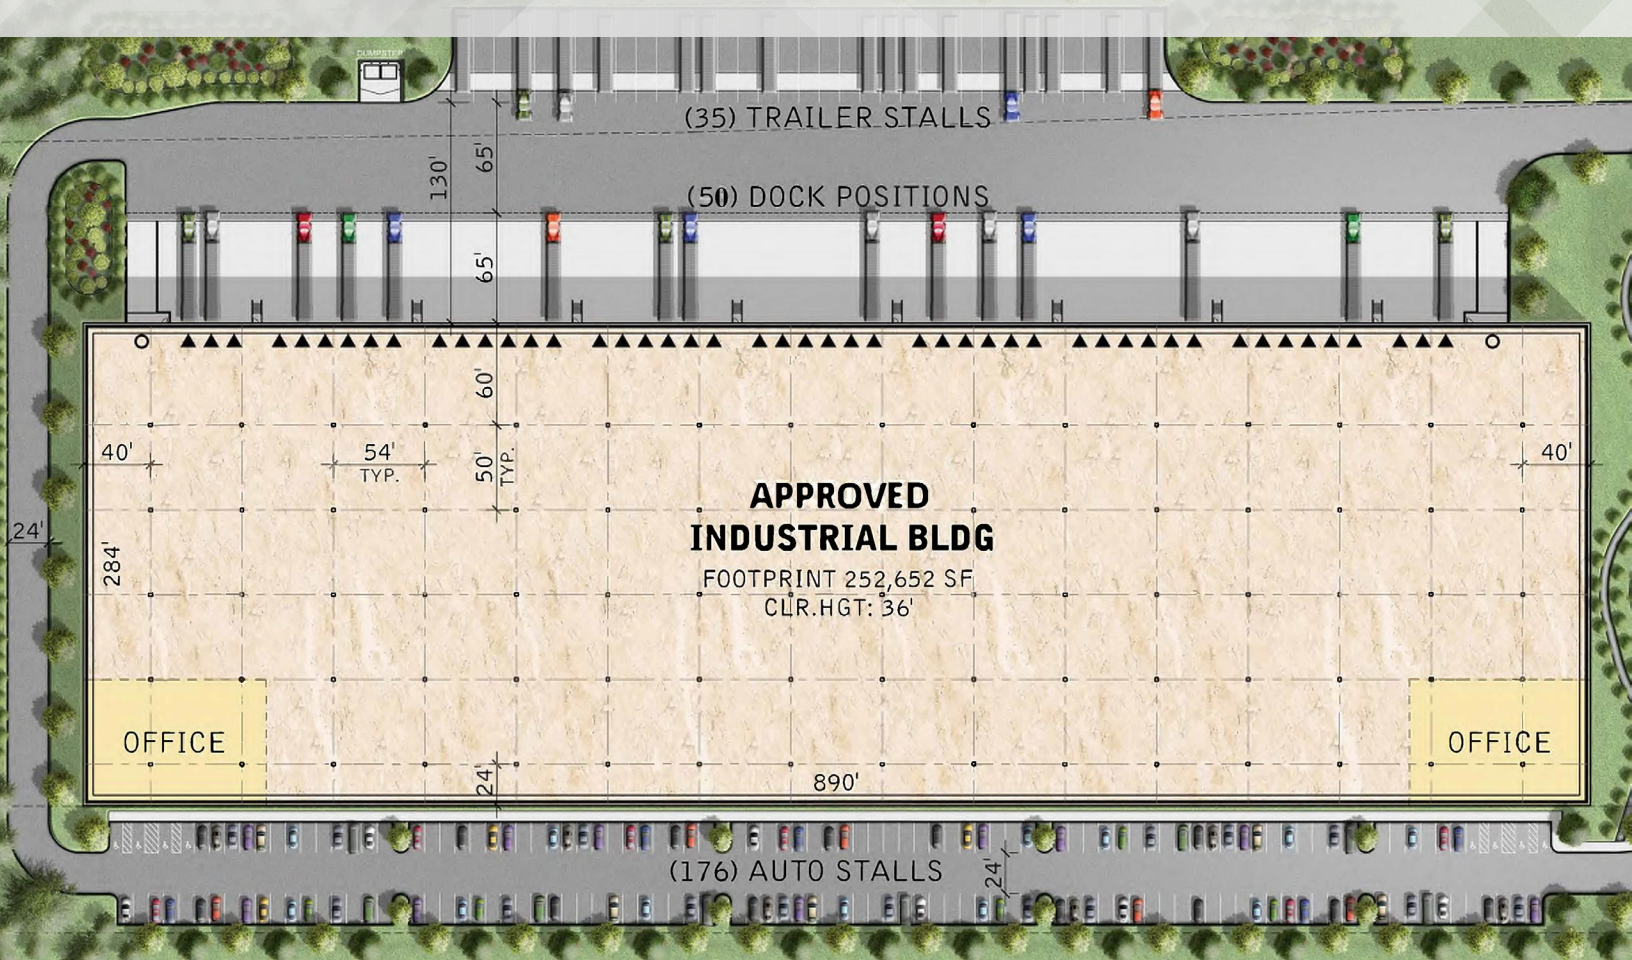 DUMPSTER
(35) TRAILER STALLS
130'
65'
(50) DOCK POSITIONS
65'
60'
40'
54'
TYP.
50'
TYP.
40'
APPROVED
INDUSTRIAL BLDG
24'
284'
FOOTPRINT 252,652 SF
CLR.HGT: 36'
OFFICE
OFFICE
24'
890'
(176) AUTO STALLS
24'